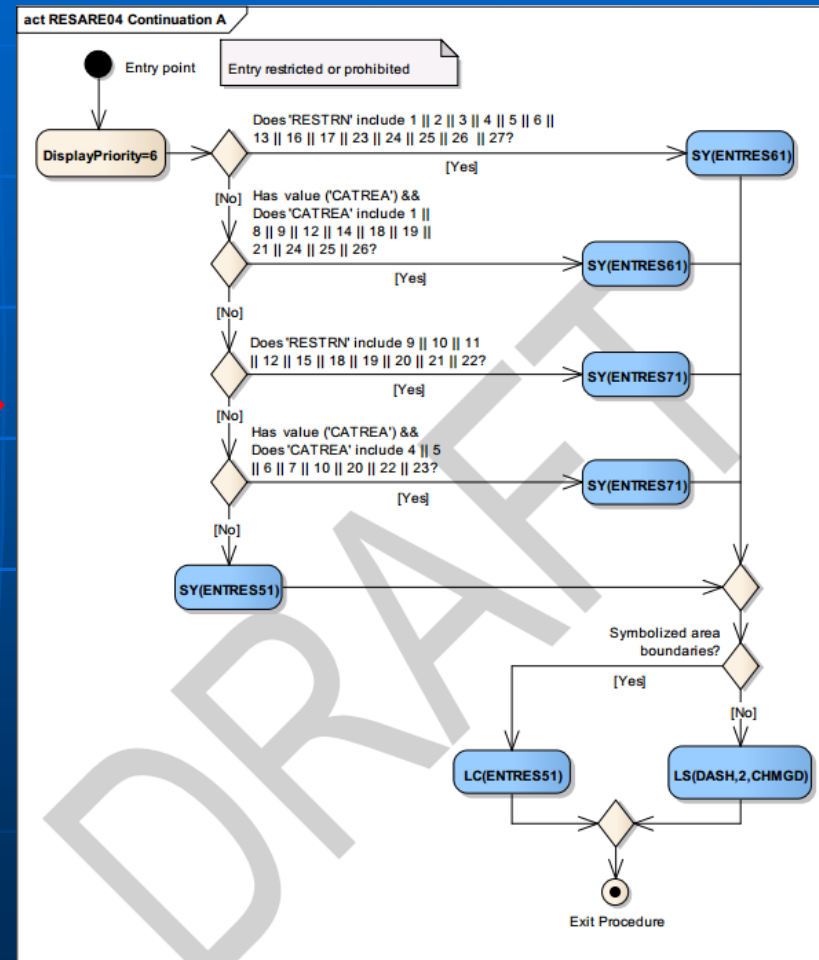 act RESARE04 Continuation A
Entry point
Entry restricted or prohibited
DisplayPriority=6
Does 'RESTRN' include 1 || 2 || 3 || 4 || 5 || 6 ||
13 || 16 || 17 || 23 || 24 || 25 || 26 || 27?
[Yes]
SY(ENTRES61)
[No]
Has value ('CATREA') &&
Does 'CATREA' include 1 ||
8 || 9 || 12 || 14 || 18 || 19 ||
21 || 24 || 25 || 26?
[Yes]
SY(ENTRES61)
[No]
Does 'RESTRN' include 9 || 10 || 11
|| 12 || 15 || 18 || 19 || 20 || 21 || 22?
[Yes]
SY(ENTRES71)
[No]
Has value ('CATREA') &&
Does 'CATREA' include 4 || 5
|| 6 || 7 || 10 || 20 || 22 || 23?
[Yes]
SY(ENTRES71)
[No]
SY(ENTRES51)
Symbolized area
boundaries?
[Yes]
[No]
LC(ENTRES51)
LS(DASH,2,CHMGD)
Exit Procedure
DRAFT